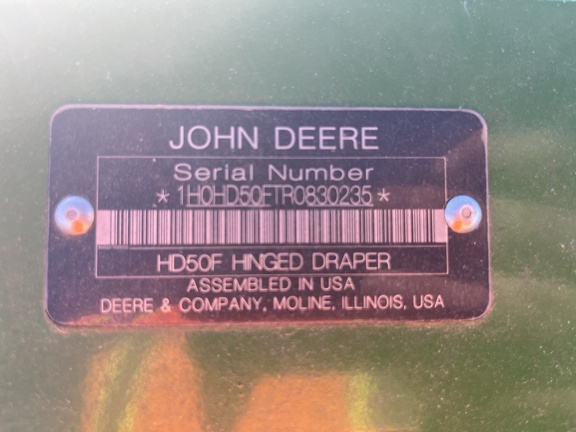 JOHN DEERE
Serial Number
*1H0HD50FTR0830235*
HD50F HINGED DRAPER
ASSEMBLED IN USA
DEERE & COMPANY, MOLINE, ILLINOIS, USA